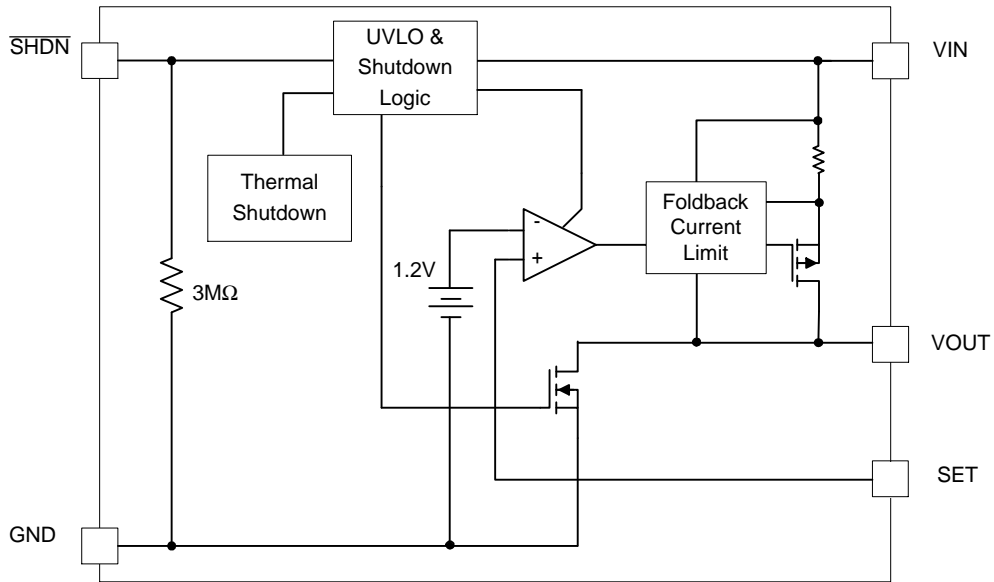 SHDN
UVLO &
Shutdown
Logic
VIN
Thermal
Shutdown
Foldback
Current
Limit
-
+
1.2V
3MΩ
VOUT
SET
GND